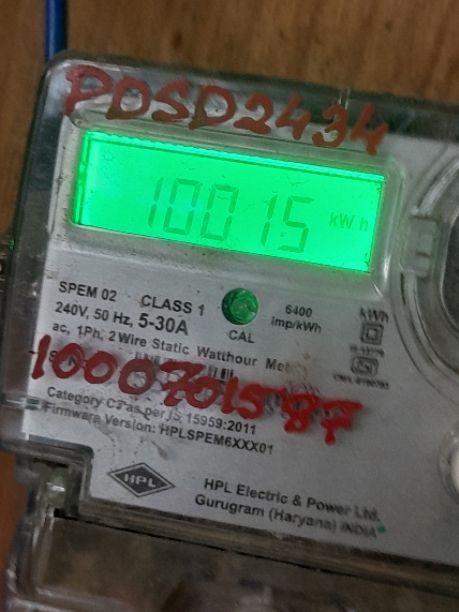 PDSD2434
10015 kWh
SPEM 02 CLASS 1 6400 kWh
240V, 50 Hz, 5-30A CAL imp/kWh
ac, 1Ph, 2 Wire Static Watthour
1000701587
Category C3 as per IS 15959:2011
Firmware Version: HPLSPEM6XXX01
HPL
HPL Electric & Power Ltd.
Gurugram (Haryana) INDIA